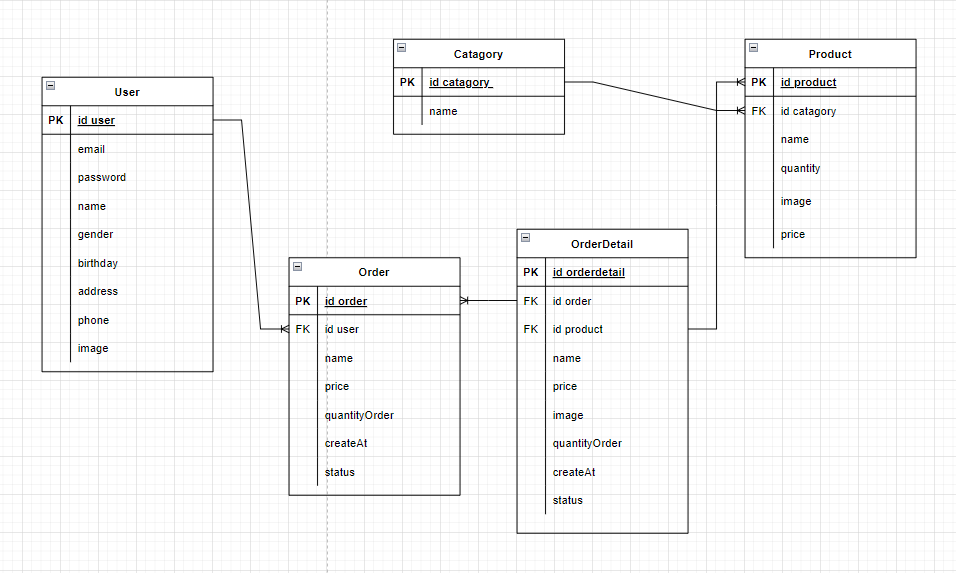 User
PK id user
email
password
name
gender
birthday
address
phone
image
Catagory
PK id catagory
name
Product
PK id product
FK id catagory
name
quantity
image
price
Order
PK id order
FK id user
name
price
quantityOrder
createAt
status
OrderDetail
PK id orderdetail
FK id order
FK id product
name
price
image
quantityOrder
createAt
status